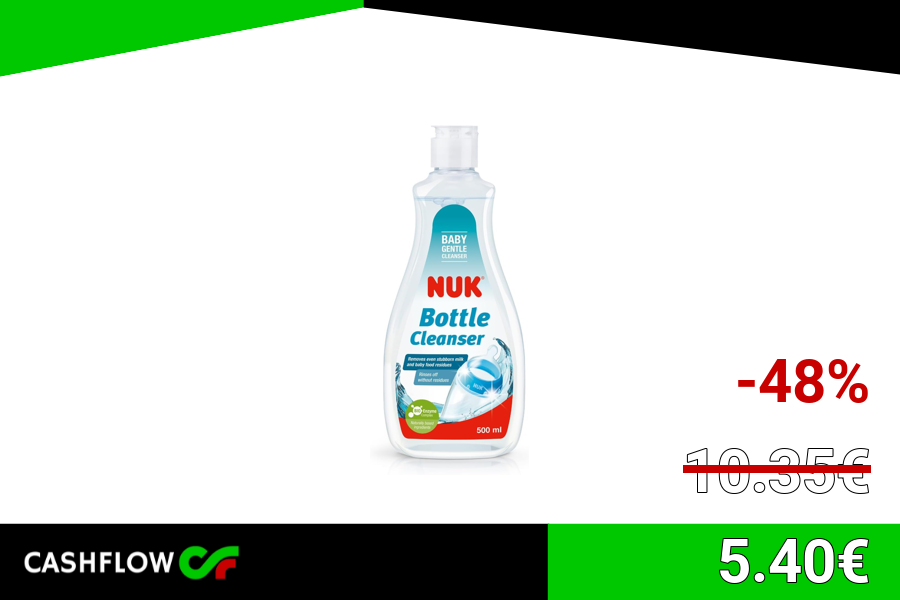 BABY
GENTLE
CLEANSER
NUK
Bottle
Cleanser
Removes even stubborn milk
and baby food residues
Rinses off
without residues
500 ml
-48%
10.35€
CASHFLOW
5.40€